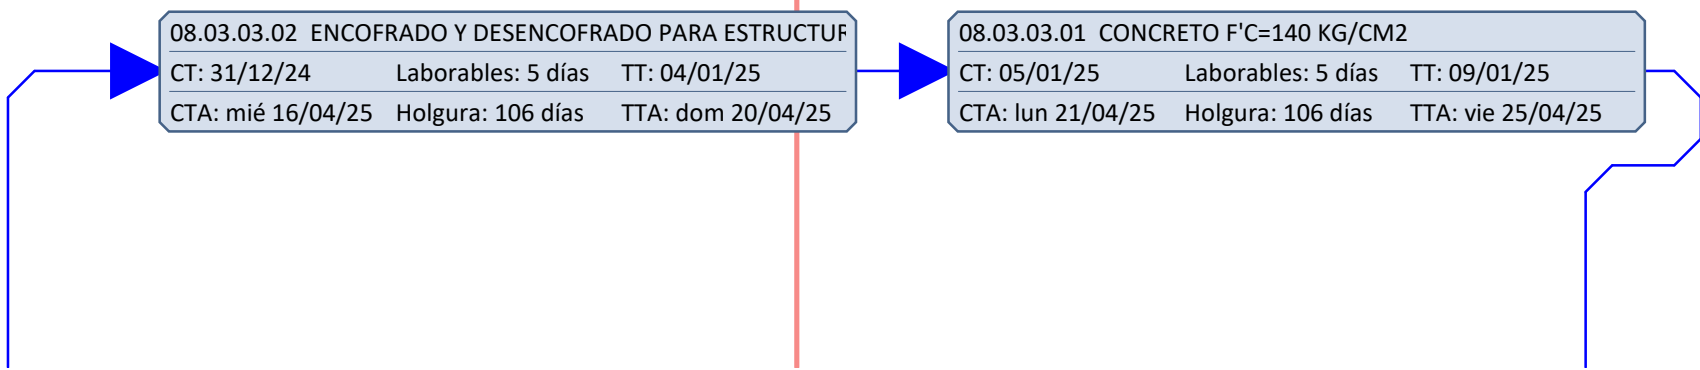 08.03.03.02 ENCOFRADO Y DESENCOFRADO PARA ESTRUCTUR
CT: 31/12/24 Laborables: 5 días TT: 04/01/25
CTA: mié 16/04/25 Holgura: 106 días TTA: dom 20/04/25
08.03.03.01 CONCRETO F'C=140 KG/CM2
CT: 05/01/25 Laborables: 5 días TT: 09/01/25
CTA: lun 21/04/25 Holgura: 106 días TTA: vie 25/04/25